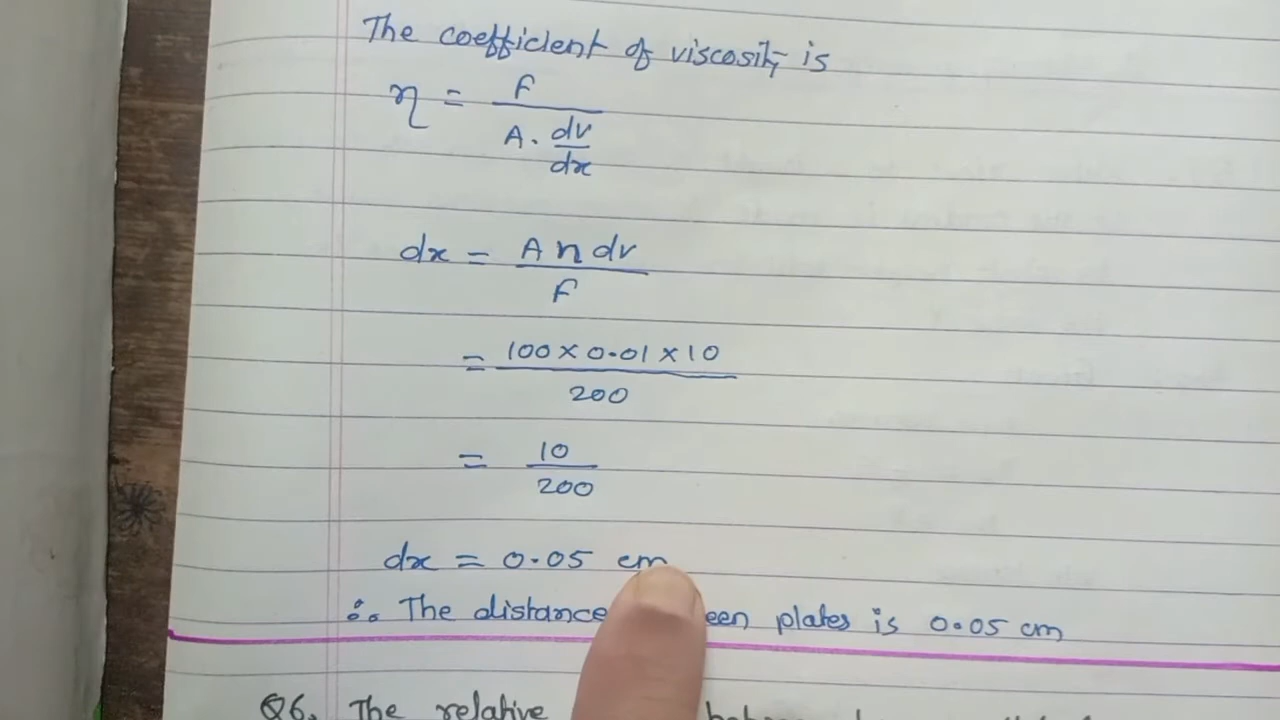 The coefficient of viscosity is
η = F / A. dv/dx
dx = A η dv / F
= 100 × 0.01 × 10 / 200
= 10 / 200
dx = 0.05 cm
∴ The distance een plates is 0.05 cm
Q6. The relative